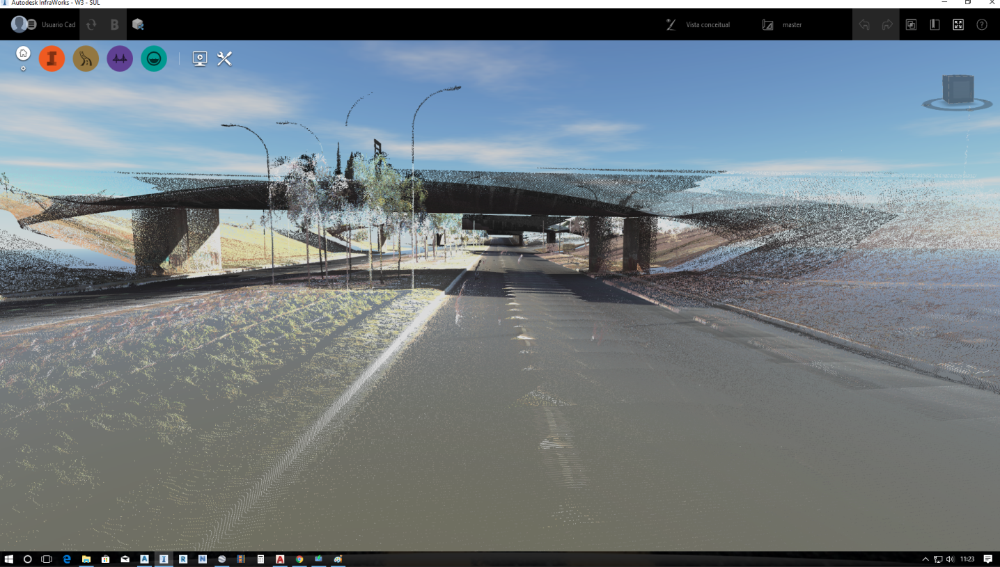 Autodesk InfraWorks - W3 - SUL
Usuario Cad
B
Vista conceitual
master
?
A
I
R
N
A
11:23